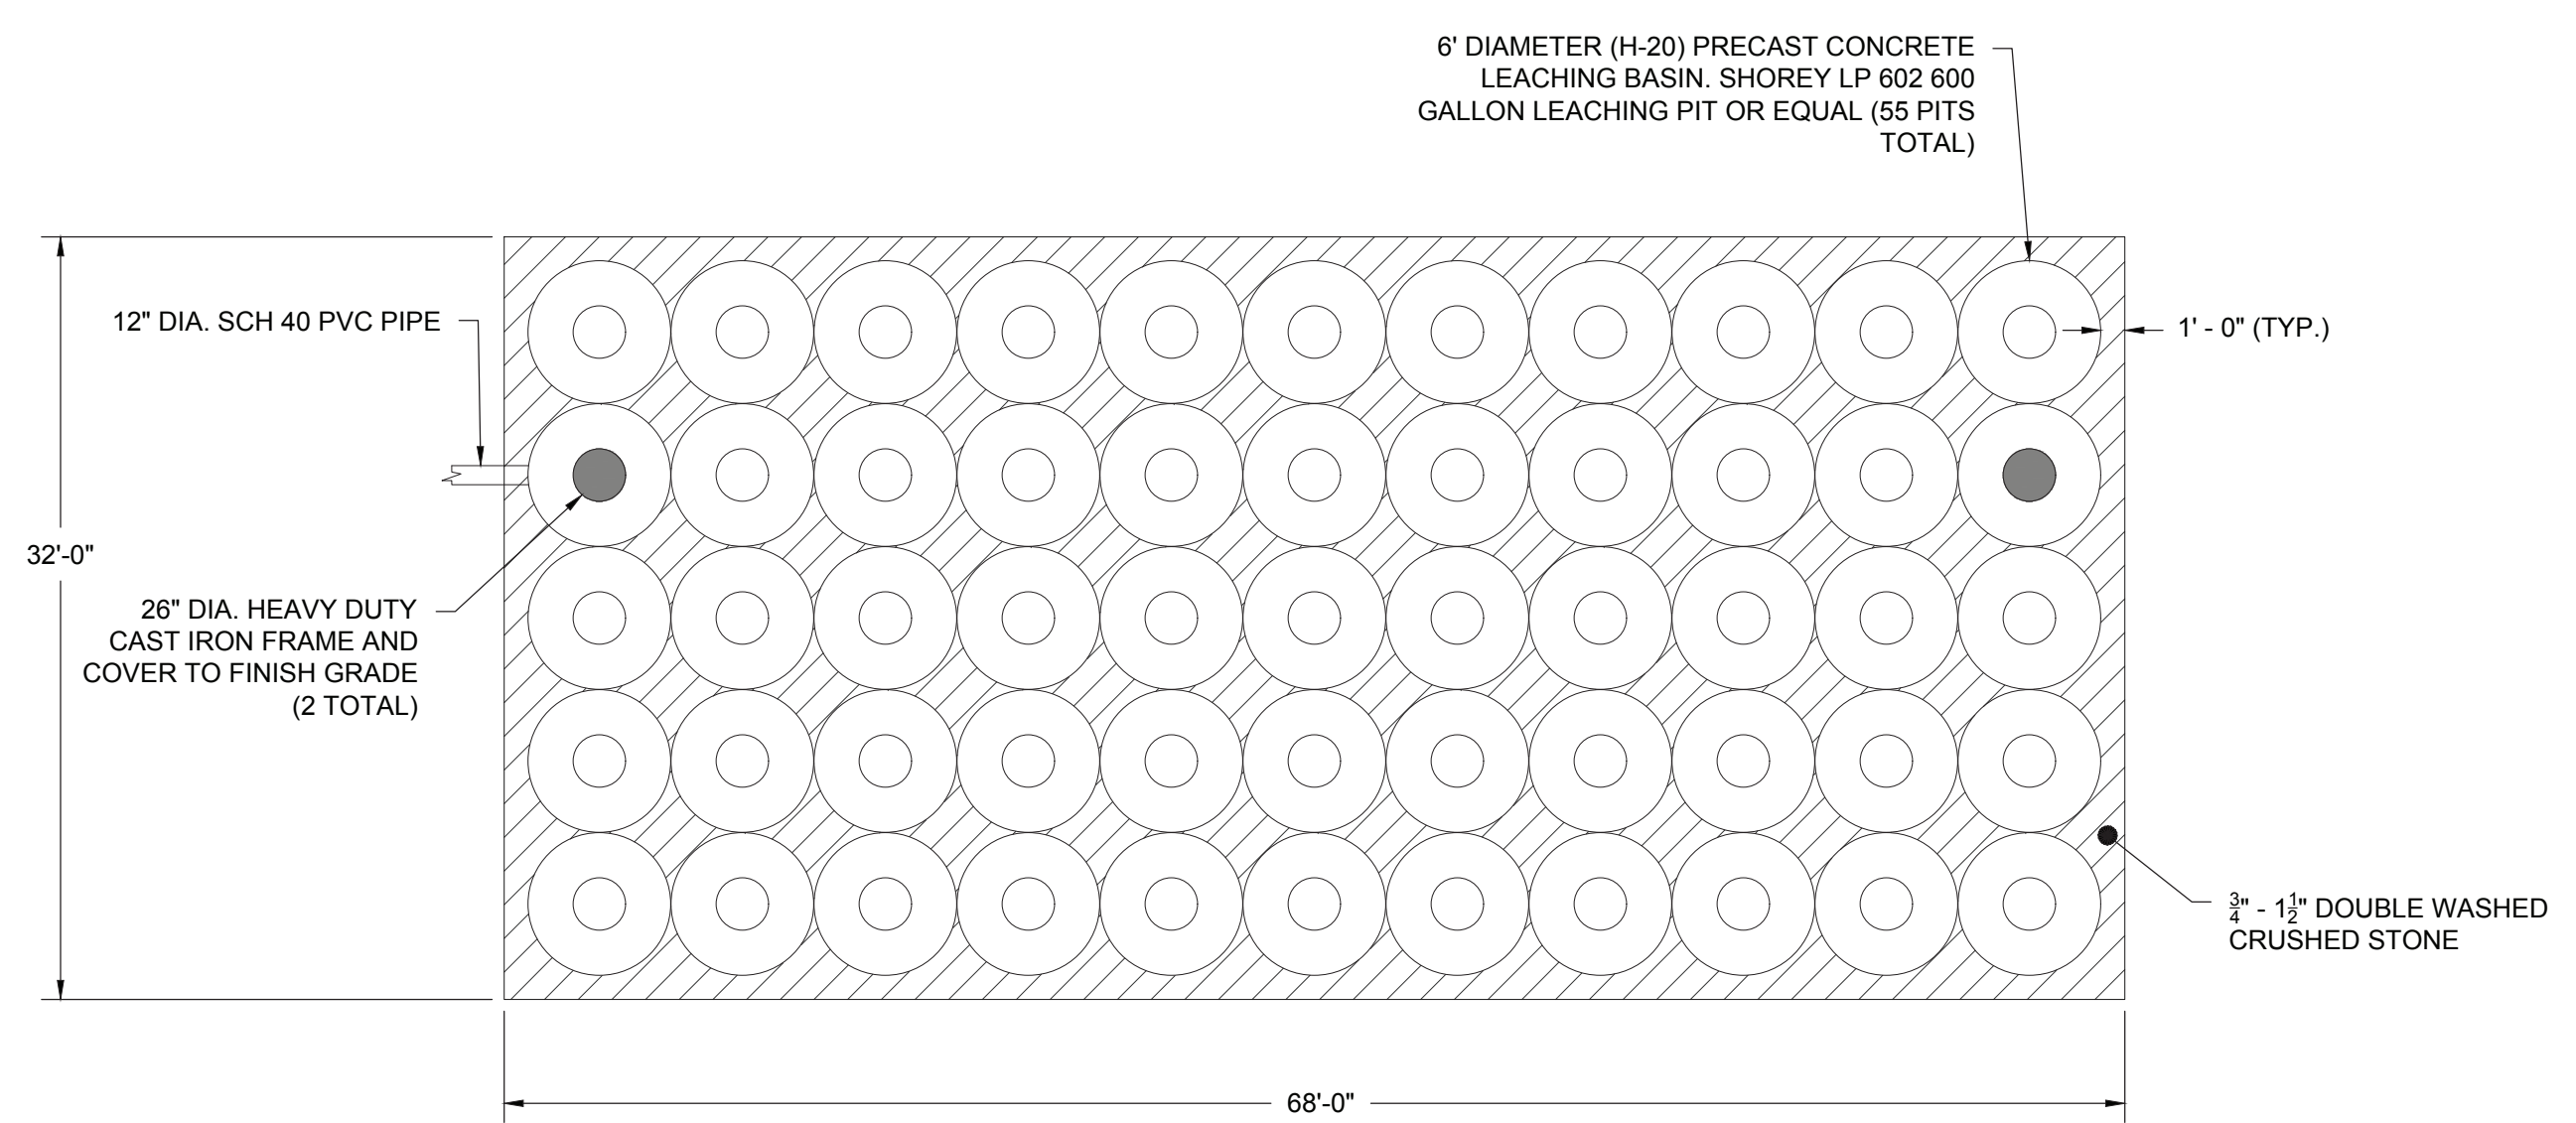 6' DIAMETER (H-20) PRECAST CONCRETE
LEACHING BASIN. SHOREY LP 602 600
GALLON LEACHING PIT OR EQUAL (55 PITS
TOTAL)
12" DIA. SCH 40 PVC PIPE
1' - 0" (TYP.)
32'-0"
26" DIA. HEAVY DUTY
CAST IRON FRAME AND
COVER TO FINISH GRADE
(2 TOTAL)
3/4" - 1 1/2" DOUBLE WASHED
CRUSHED STONE
68'-0"